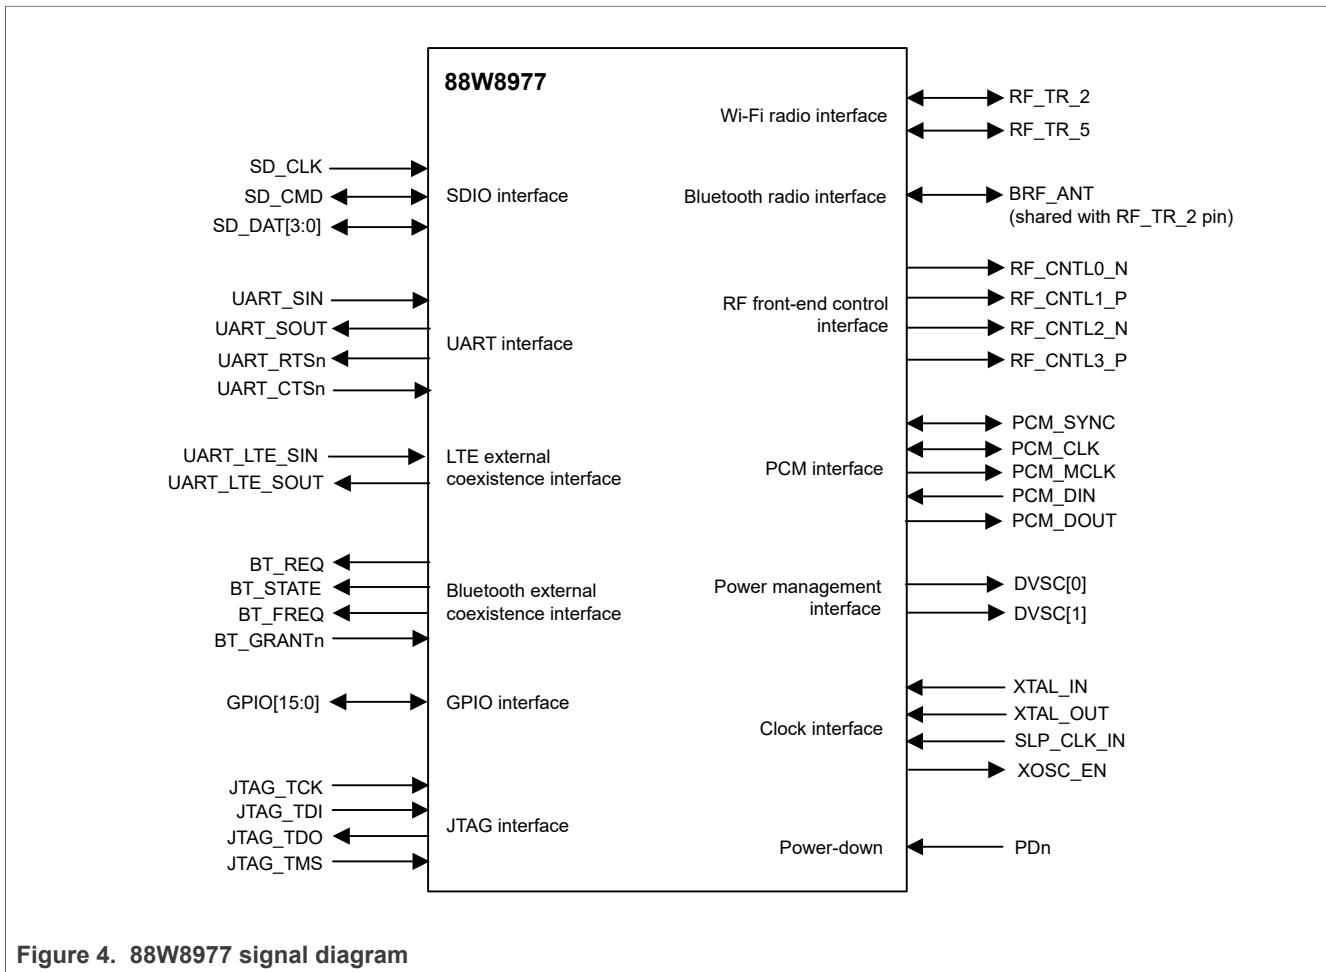 88W8977
SD_CLK
SD_CMD
SD_DAT[3:0]
SDIO interface
UART_SIN
UART_SOUT
UART_RTSn
UART_CTSn
UART interface
UART_LTE_SIN
UART_LTE_SOUT
LTE external
coexistence interface
BT_REQ
BT_STATE
BT_FREQ
BT_GRANTn
Bluetooth external
coexistence interface
GPIO[15:0]
GPIO interface
JTAG_TCK
JTAG_TDI
JTAG_TDO
JTAG_TMS
JTAG interface
Wi-Fi radio interface
RF_TR_2
RF_TR_5
Bluetooth radio interface
BRF_ANT
(shared with RF_TR_2 pin)
RF front-end control
interface
RF_CNTL0_N
RF_CNTL1_P
RF_CNTL2_N
RF_CNTL3_P
PCM interface
PCM_SYNC
PCM_CLK
PCM_MCLK
PCM_DIN
PCM_DOUT
Power management
interface
DVSC[0]
DVSC[1]
Clock interface
XTAL_IN
XTAL_OUT
SLP_CLK_IN
XOSC_EN
Power-down
PDn
Figure 4. 88W8977 signal diagram